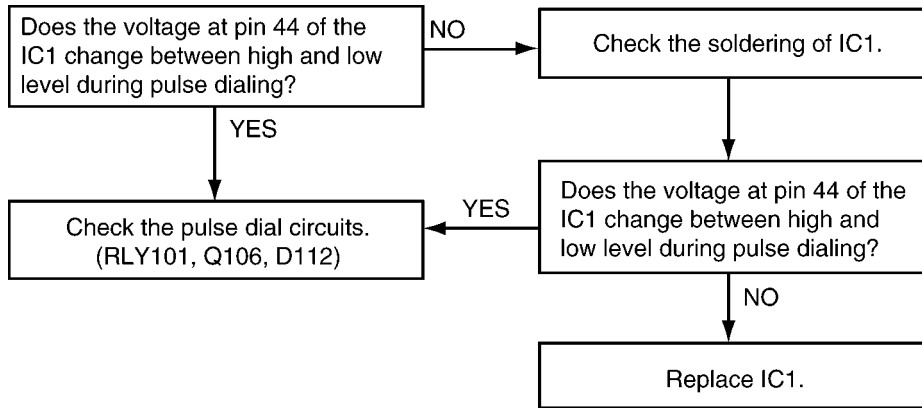 Does the voltage at pin 44 of the
IC1 change between high and low
level during pulse dialing?
NO
Check the soldering of IC1.
YES
Does the voltage at pin 44 of the
IC1 change between high and
low level during pulse dialing?
YES
Check the pulse dial circuits.
(RLY101, Q106, D112)
NO
Replace IC1.